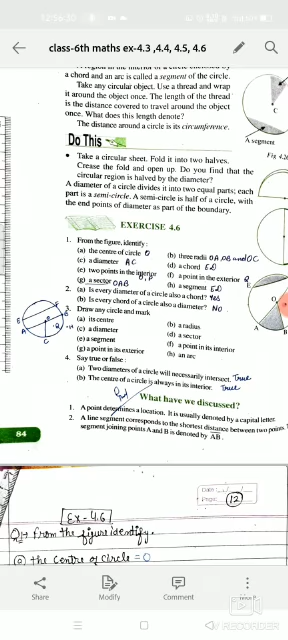 12:56:30
class-6th maths ex-4.3 ,4.4, 4.5, 4.6
a chord and an arc is called a segment of the circle.
Take any circular object. Use a thread and wrap
it around the object once. The length of the thread
is the distance covered to travel around the object
once. What does this length denote?
The distance around a circle is its circumference.
C
A segment
Do This
Fig 4.26
• Take a circular sheet. Fold it into two halves.
Crease the fold and open. Do you find that the
circular region is halved by the diameter?
A diameter of a circle divides it into two equal parts; each
part is a semi-circle. A semi-circle is half of a circle, with
the end points of diameter as part of the boundary.
EXERCISE 4.6
1. From the figure, identify :
(a) the centre of circle O (b) three radii OA, OB and OC
(c) a diameter AC (d) a chord ED
(e) two points in the interior O, P (f) a point in the exterior Q
(g) a sector OAB (h) a segment ED
2. (a) Is every diameter of a circle also a chord? Yes
(b) Is every chord of a circle also a diameter? NO
3. Draw any circle and mark
(a) its centre (b) a radius
(c) a diameter (d) a sector
(e) a segment (f) a point in its interior
(g) a point in its exterior (h) an arc
4. Say true or false :
(a) Two diameters of a circle will necessarily intersect. True
(b) The centre of a circle is always in its interior. True
E
A
B
C
What have we discussed?
1. A point determines a location. It is usually denoted by a capital letter.
2. A line segment corresponds to the shortest distance between two points.
segment joining points A and B is denoted by AB.
84
Date
Page (12)
Ex - 4.6
Q1 from the figure identify.
(a) the centre of circle = O
Share
Modify
Comment